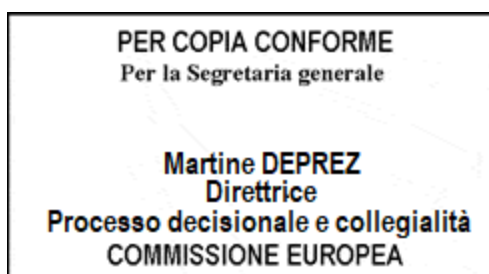 PER COPIA CONFORME
Per la Segretaria generale
Martine DEPREZ
Direttrice
Processo decisionale e collegialità
COMMISSIONE EUROPEA